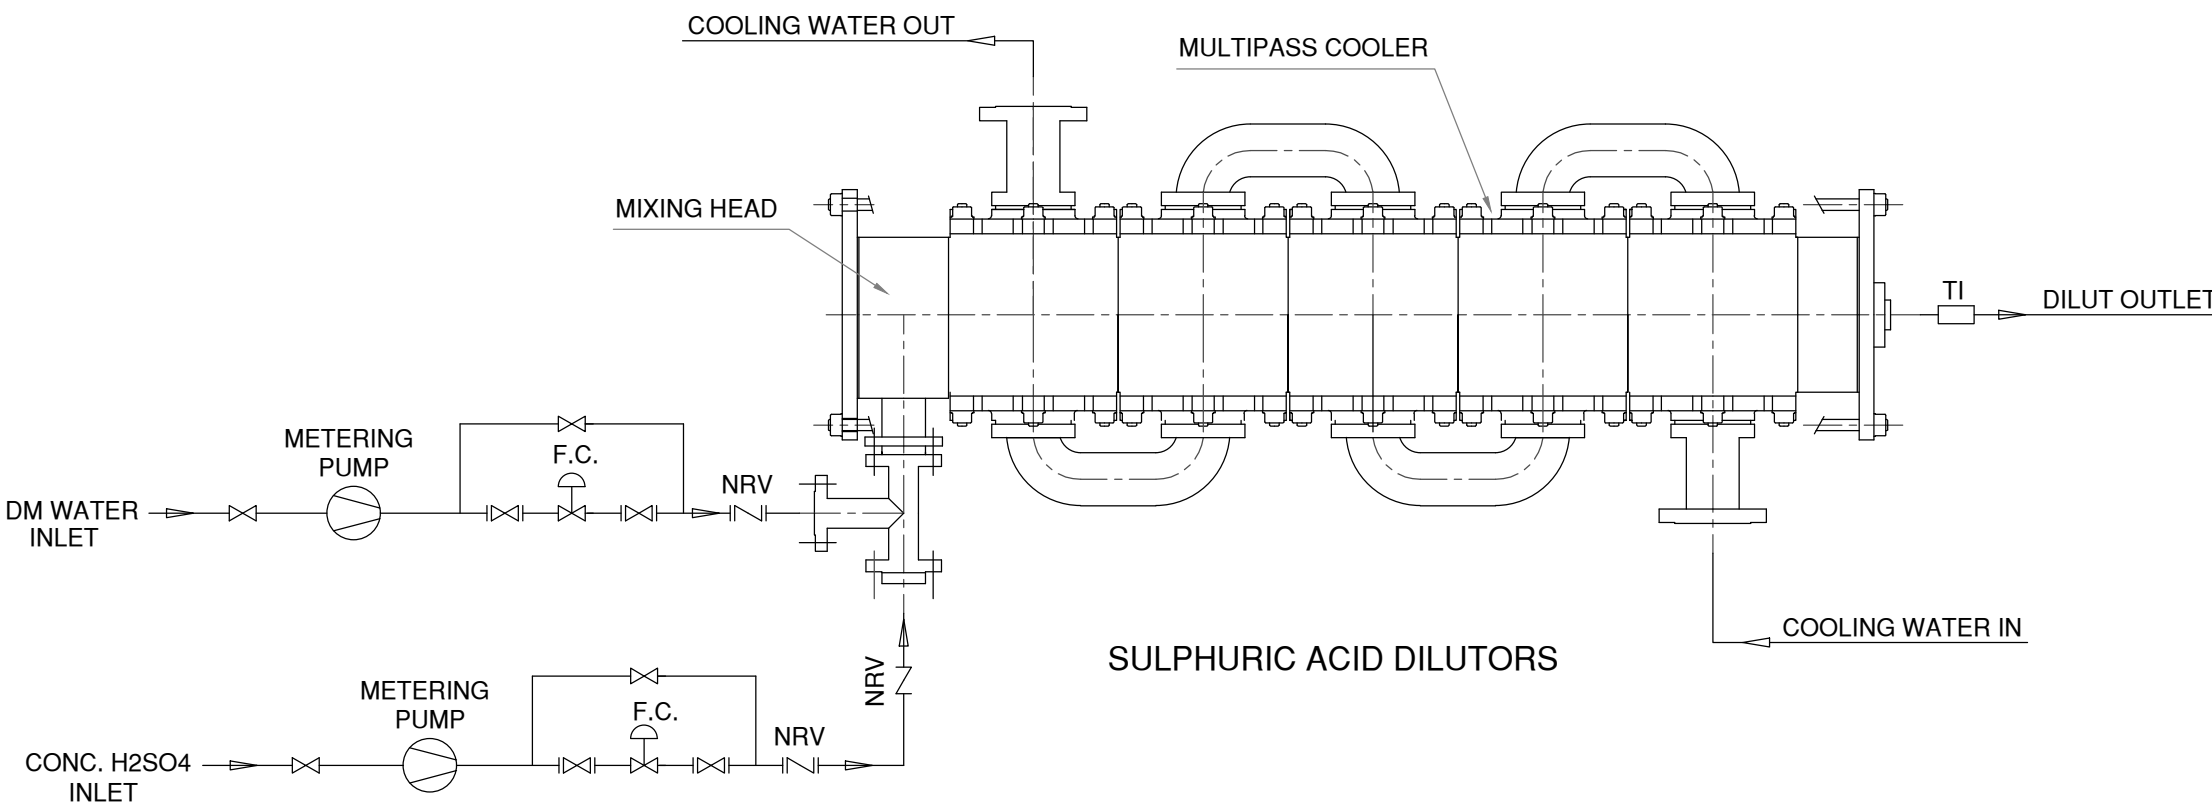 COOLING WATER OUT
MULTIPASS COOLER
MIXING HEAD
TI
DILUT OUTLET
METERING
PUMP
F.C.
NRV
DM WATER
INLET
COOLING WATER IN
SULPHURIC ACID DILUTORS
NRV
METERING
PUMP
F.C.
NRV
CONC. H2SO4
INLET